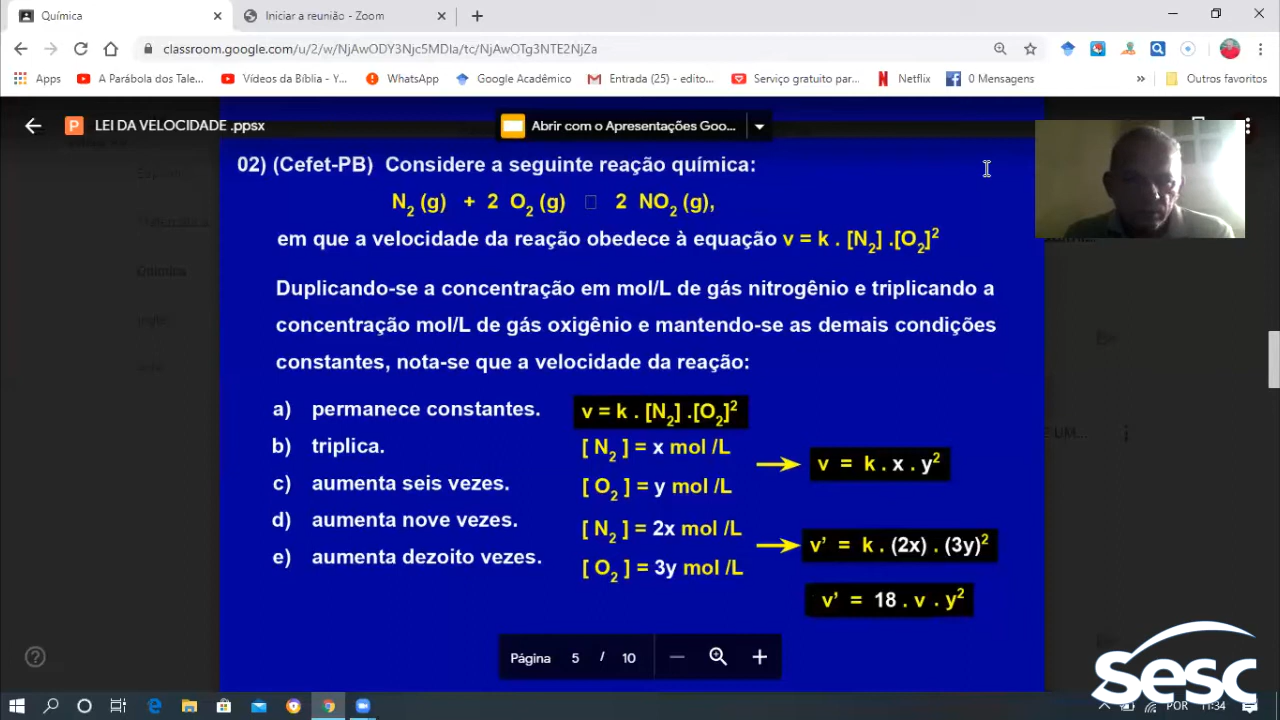 Química
Iniciar a reunião - Zoom
classroom.google.com/u/2/w/NjAwODY3Njc5MDla/tc/NjAwOTg3NTE2NjZa
Apps
A Parábola dos Tale...
Vídeos da Bíblia - Y...
WhatsApp
Google Acadêmico
Entrada (25) - edito...
Serviço gratuito par...
Netflix
0 Mensagens
»
Outros favoritos
LEI DA VELOCIDADE .ppsx
Abrir com o Apresentações Goo...
02) (Cefet-PB) Considere a seguinte reação química:
N2 (g) + 2 O2 (g) □ 2 NO2 (g),
em que a velocidade da reação obedece à equação v = k . [N2] .[O2]²
Duplicando-se a concentração em mol/L de gás nitrogênio e triplicando a
concentração mol/L de gás oxigênio e mantendo-se as demais condições
constantes, nota-se que a velocidade da reação:
a) permanece constantes.
b) triplica.
c) aumenta seis vezes.
d) aumenta nove vezes.
e) aumenta dezoito vezes.
v = k . [N2] .[O2]²
[ N2 ] = x mol /L
[ O2 ] = y mol /L
v = k . x . y²
[ N2 ] = 2x mol /L
[ O2 ] = 3y mol /L
v’ = k . (2x) . (3y)²
v’ = 18 . v . y²
Química
Página 5 / 10
Sesc
POR
11:34